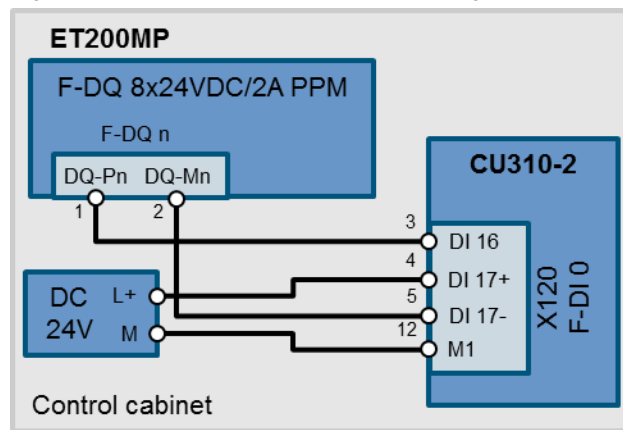 ET200MP
F-DQ 8x24VDC/2A PPM
F-DQ n
DQ-Pn DQ-Mn
1 2
CU310-2
3 DI 16
4 DI 17+
5 DI 17-
12 M1
X120
F-DI 0
DC L+
24V M
Control cabinet